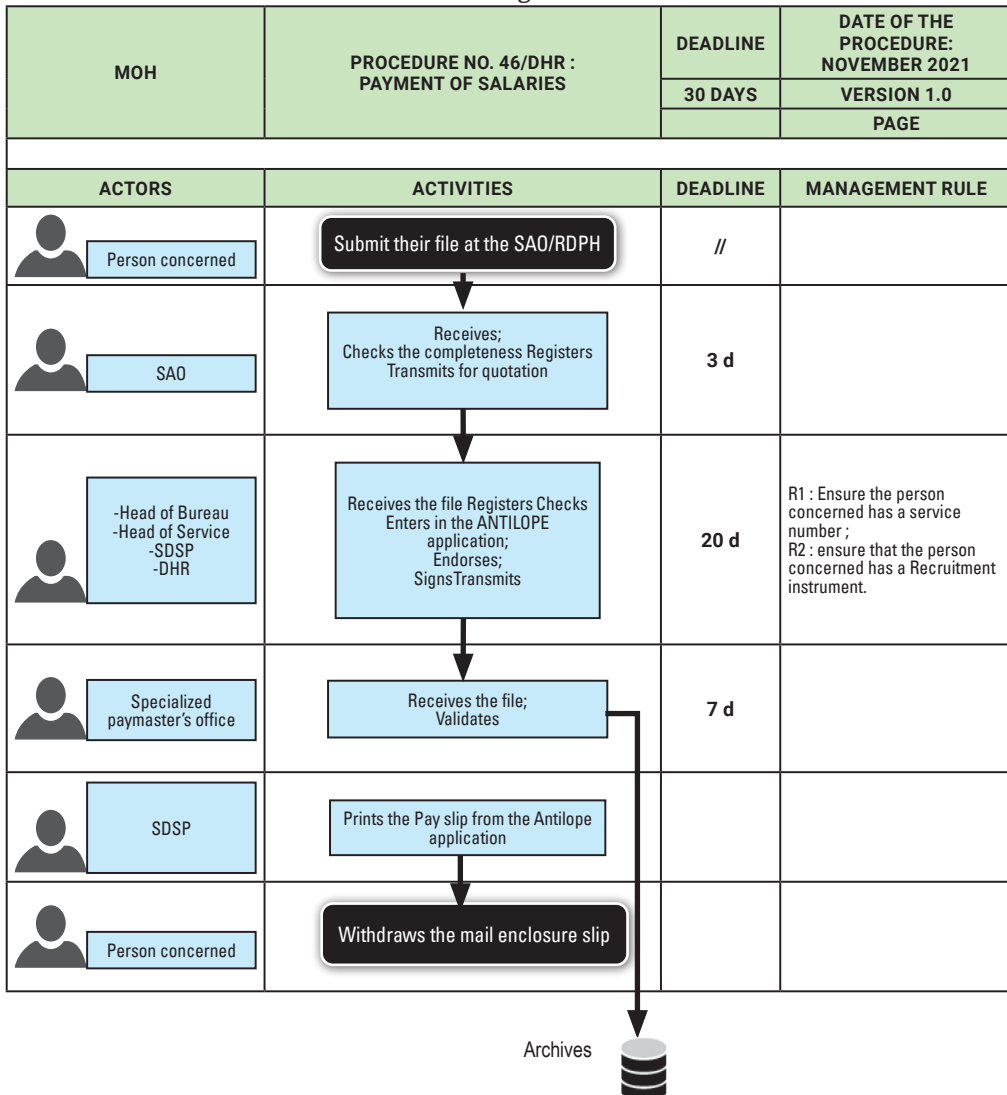 MOH
PROCEDURE NO. 46/DHR :
PAYMENT OF SALARIES
DEADLINE
DATE OF THE
PROCEDURE:
NOVEMBER 2021
30 DAYS
VERSION 1.0
PAGE
ACTORS
ACTIVITIES
DEADLINE
MANAGEMENT RULE
Person concerned
Submit their file at the SAO/RDPH
//
SAO
Receives;
Checks the completeness Registers
Transmits for quotation
3 d
-Head of Bureau
-Head of Service
-SDSP
-DHR
Receives the file Registers Checks
Enters in the ANTILOPE
application;
Endorses;
SignsTransmits
20 d
R1 : Ensure the person
concerned has a service
number ;
R2 : ensure that the person
concerned has a Recruitment
instrument.
Specialized
paymaster's office
Receives the file;
Validates
7 d
SDSP
Prints the Pay slip from the Antilope
application
Person concerned
Withdraws the mail enclosure slip
Archives